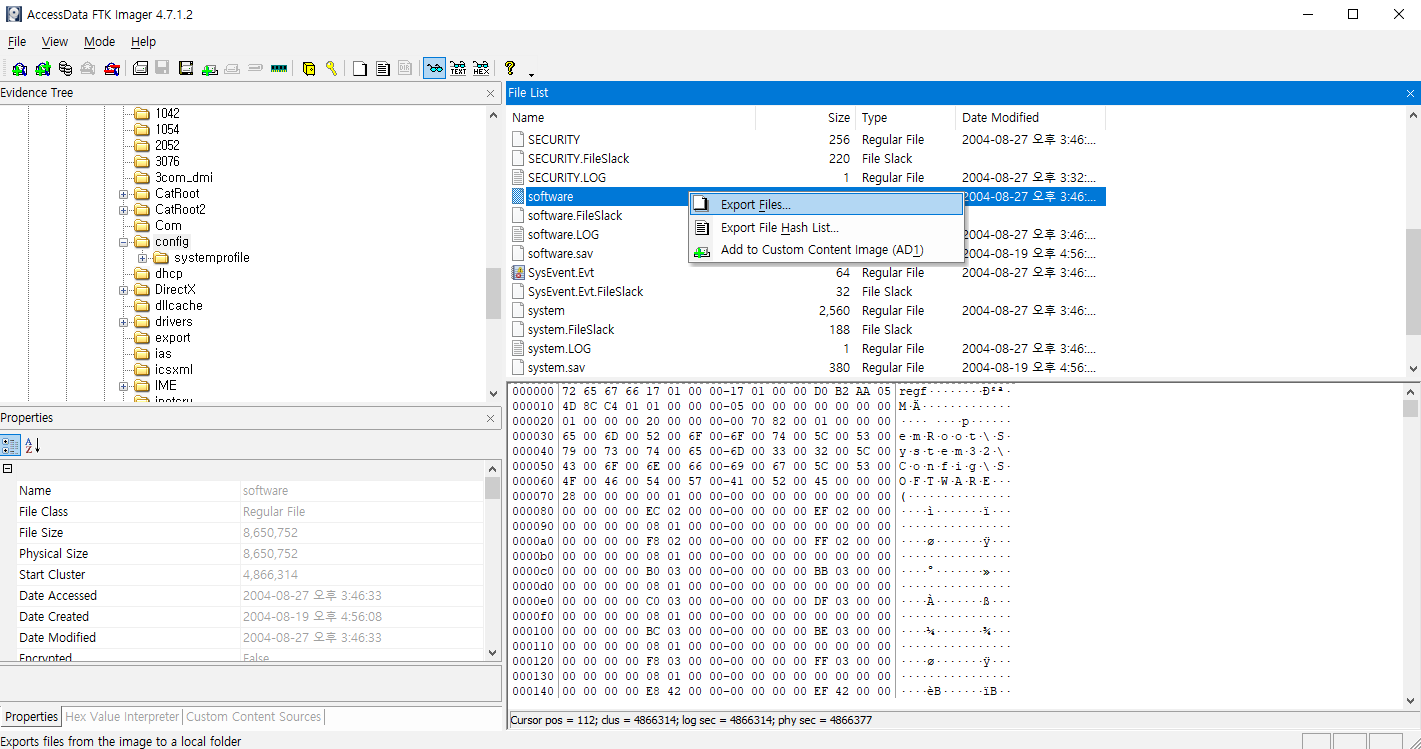 AccessData FTK Imager 4.7.1.2
File View Mode Help
Evidence Tree
1042
1054
2052
3076
3com_dmi
CatRoot
CatRoot2
Com
config
systemprofile
dhcp
DirectX
dllcache
drivers
export
ias
icsxml
IME
Properties
Name software
File Class Regular File
File Size 8,650,752
Physical Size 8,650,752
Start Cluster 4,866,314
Date Accessed 2004-08-27 오후 3:46:33
Date Created 2004-08-19 오후 4:56:08
Date Modified 2004-08-27 오후 3:46:33
Encrypted False
Properties Hex Value Interpreter Custom Content Sources
Exports files from the image to a local folder
File List
Name Size Type Date Modified
SECURITY 256 Regular File 2004-08-27 오후 3:46:...
SECURITY.FileSlack 220 File Slack
SECURITY.LOG 1 Regular File 2004-08-27 오후 3:32:...
software 2004-08-27 오후 3:46:...
software.FileSlack
software.LOG 2004-08-27 오후 3:46:...
software.sav 2004-08-19 오후 4:56:...
SysEvent.Evt 64 Regular File 2004-08-27 오후 3:46:...
SysEvent.Evt.FileSlack 32 File Slack
system 2,560 Regular File 2004-08-27 오후 3:46:...
system.FileSlack 188 File Slack
system.LOG 1 Regular File 2004-08-27 오후 3:46:...
system.sav 380 Regular File 2004-08-19 오후 4:56:...
Export Files...
Export File Hash List...
Add to Custom Content Image (AD1)
000000 72 65 67 66 17 01 00 00-17 01 00 00 D0 B2 AA 05 regf········Ð²ª·
000010 4D 8C C4 01 01 00 00 00-05 00 00 00 00 00 00 00 M·Ä·············
000020 01 00 00 00 20 00 00 00-00 70 82 00 01 00 00 00 ···· ····p······
000030 65 00 6D 00 52 00 6F 00-6F 00 74 00 5C 00 53 00 e·m·R·o·o·t·\·S·
000040 79 00 73 00 74 00 65 00-6D 00 33 00 32 00 5C 00 y·s·t·e·m·3·2·\·
000050 43 00 6F 00 6E 00 66 00-69 00 67 00 5C 00 53 00 C·o·n·f·i·g·\·S·
000060 4F 00 46 00 54 00 57 00-41 00 52 00 45 00 00 00 O·F·T·W·A·R·E···
000070 28 00 00 00 00 01 00 00-00 00 00 00 00 00 00 00 (···············
000080 00 00 00 00 EC 02 00 00-00 00 00 00 EF 02 00 00 ····ì·······ï···
000090 00 00 00 00 08 01 00 00-00 00 00 00 00 00 00 00 ················
0000a0 00 00 00 00 F8 02 00 00-00 00 00 00 FF 02 00 00 ····ø·······ÿ···
0000b0 00 00 00 00 08 01 00 00-00 00 00 00 00 00 00 00 ················
0000c0 00 00 00 00 B0 03 00 00-00 00 00 00 BB 03 00 00 ····°·······»···
0000d0 00 00 00 00 08 01 00 00-00 00 00 00 00 00 00 00 ················
0000e0 00 00 00 00 C0 03 00 00-00 00 00 00 DF 03 00 00 ····À·······ß···
0000f0 00 00 00 00 08 01 00 00-00 00 00 00 00 00 00 00 ················
000100 00 00 00 00 BC 03 00 00-00 00 00 00 BE 03 00 00 ····¼·······¾···
000110 00 00 00 00 08 01 00 00-00 00 00 00 00 00 00 00 ················
000120 00 00 00 00 F8 03 00 00-00 00 00 00 FF 03 00 00 ····ø·······ÿ···
000130 00 00 00 00 08 01 00 00-00 00 00 00 00 00 00 00 ················
000140 00 00 00 00 E8 42 00 00-00 00 00 00 EF 42 00 00 ····èB······ïB··
Cursor pos = 112; clus = 4866314; log sec = 4866314; phy sec = 4866377